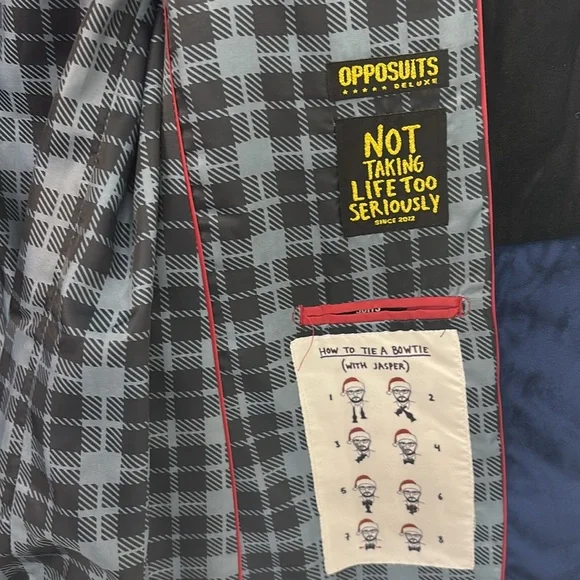 OPPOSUITS
★★★★★ DELUXE
NOT
TAKING
LIFE TOO
SERIOUSLY
SINCE 2012
HOW TO TIE A BOWTIE
(WITH JASPER)
1 2
3 4
5 6
7 8